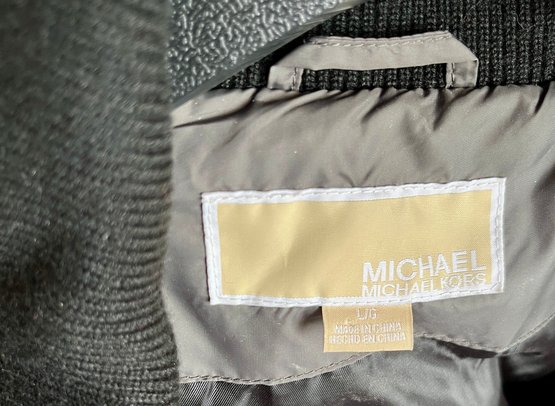 MICHAEL
MICHAEL KORS
L/G
MADE IN CHINA
HECHO EN CHINA